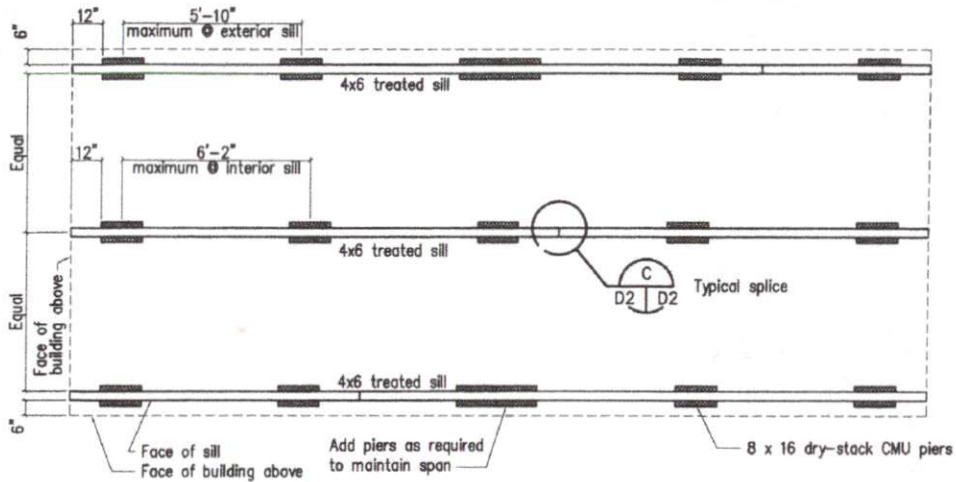 12"
5'-10"
maximum @ exterior sill
6"
4x6 treated sill
Equal
12"
6'-2"
maximum @ interior sill
4x6 treated sill
C
D2 D2
Typical splice
Equal
Face of
building above
4x6 treated sill
6"
Face of sill
Face of building above
Add piers as required
to maintain span
8 x 16 dry-stack CMU piers